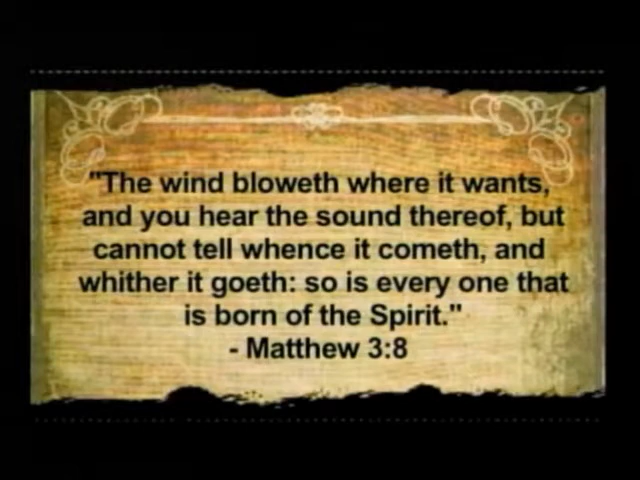 "The wind bloweth where it wants,
and you hear the sound thereof, but
cannot tell whence it cometh, and
whither it goeth: so is every one that
is born of the Spirit."
- Matthew 3:8